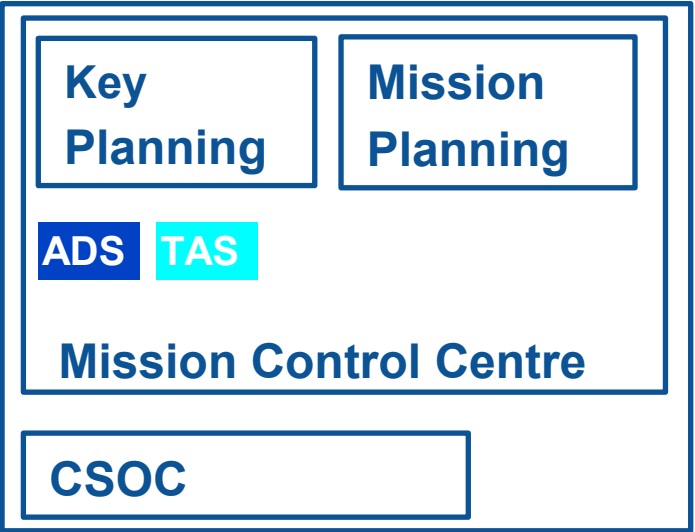 Key
Planning
Mission
Planning
ADS TAS
Mission Control Centre
CSOC